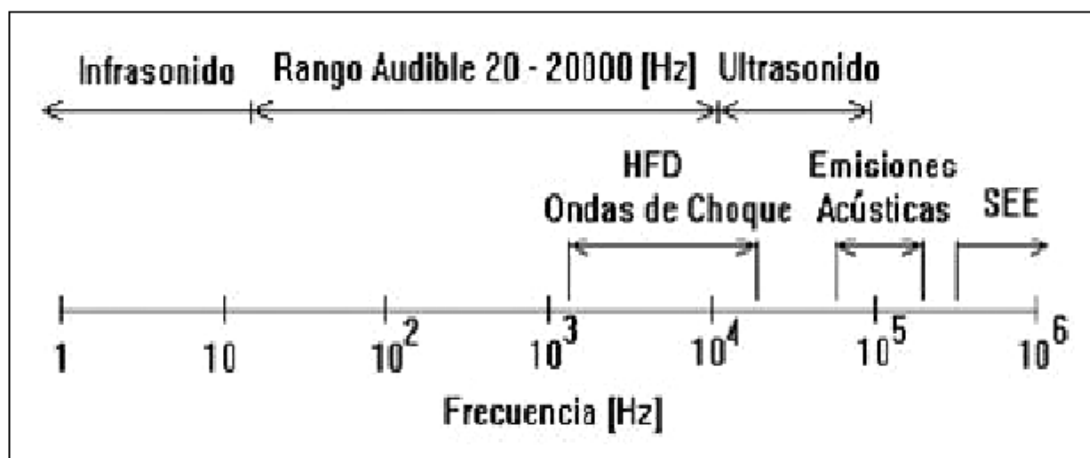 Infrasonido Rango Audible 20 - 20000 [Hz] Ultrasonido
HFD
Ondas de Choque
Emisiones
Acústicas
SEE
1 10 10² 10³ 10⁴ 10⁵ 10⁶
Frecuencia [Hz]